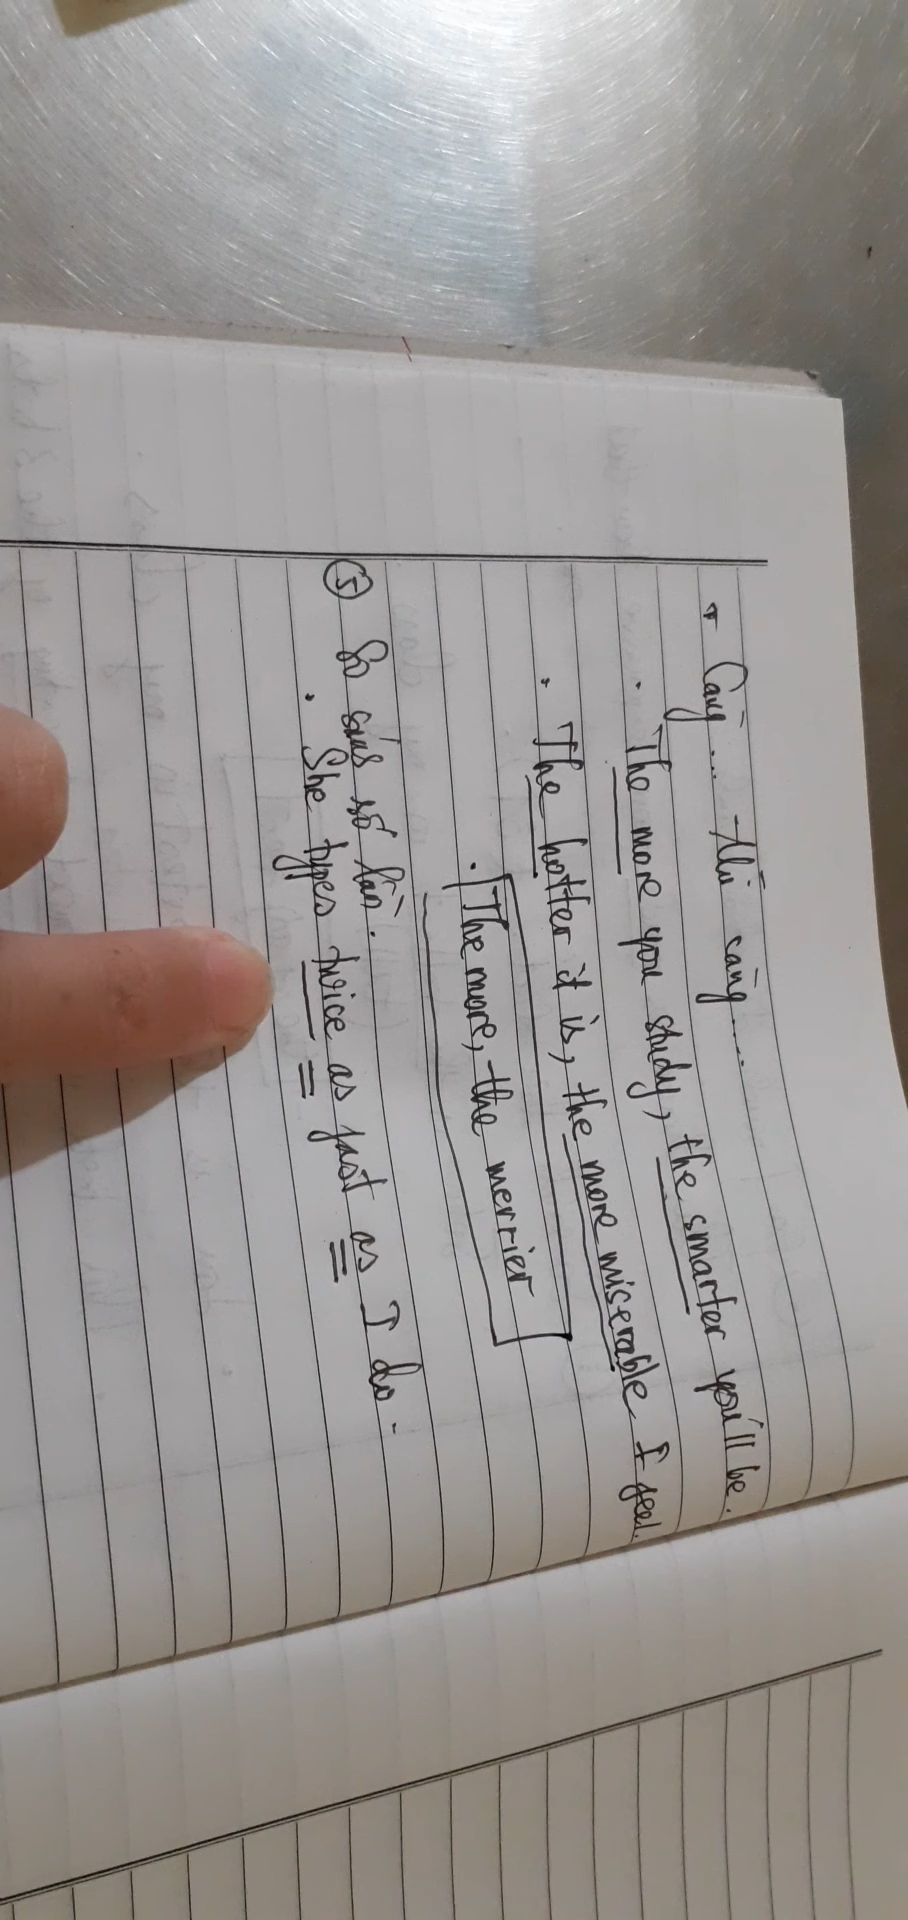 + Càng... thì càng....
. The more you study, the smarter you'll be.
. The hotter it is, the more miserable I feel.
. The more, the merrier
⑤ So sánh số lần.
. She types twice as fast as I do.